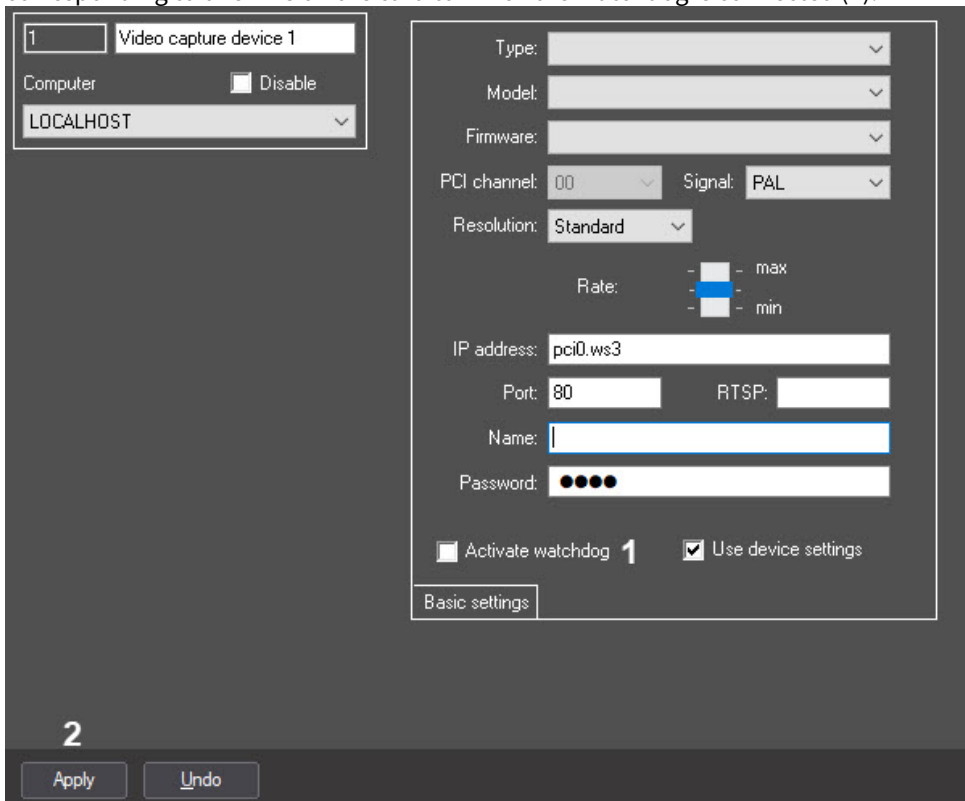 1 Video capture device 1
Computer Disable
LOCALHOST
Type:
Model:
Firmware:
PCI channel: 00 Signal: PAL
Resolution: Standard
Rate: max
min
IP address: pci0.ws3
Port: 80 RTSP:
Name:
Password: ●●●●
Activate watchdog 1 Use device settings
Basic settings
2
Apply Undo